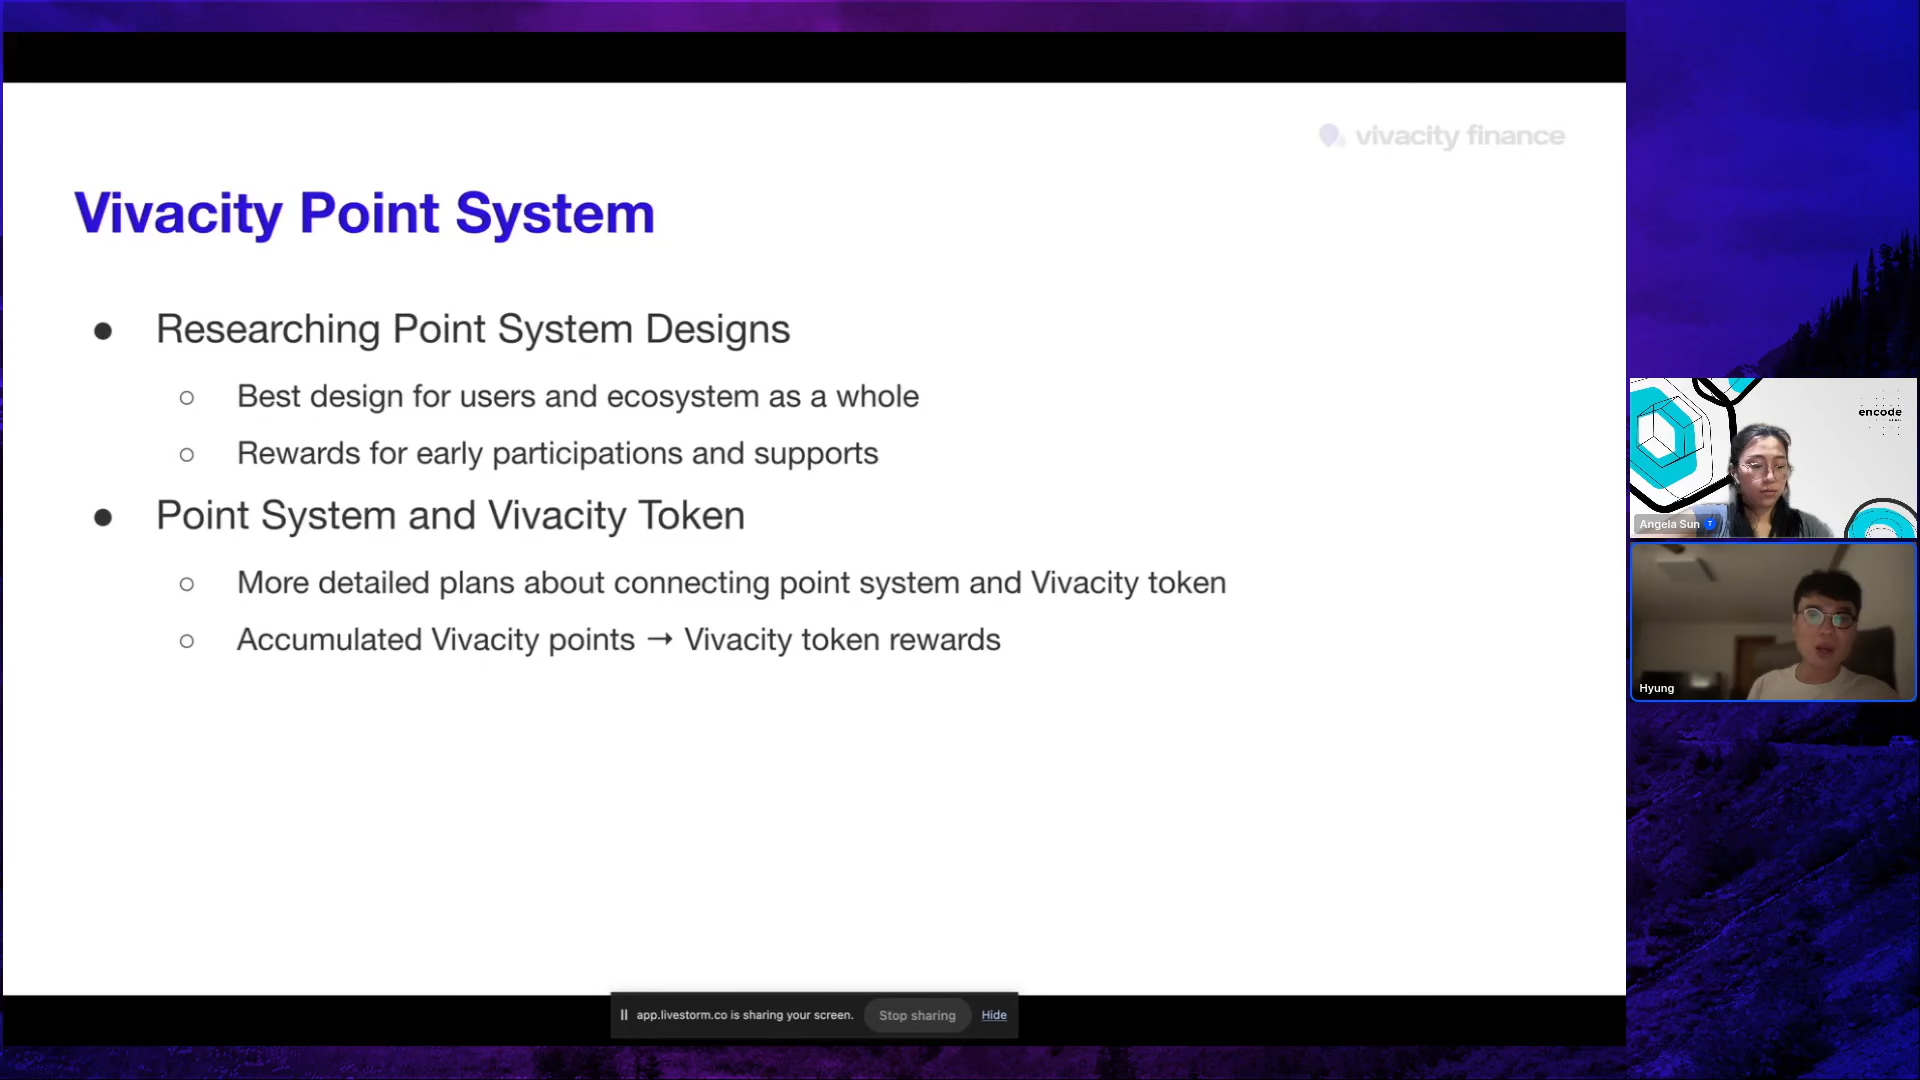 vivacity finance
Vivacity Point System
● Researching Point System Designs
○ Best design for users and ecosystem as a whole
○ Rewards for early participations and supports
● Point System and Vivacity Token
○ More detailed plans about connecting point system and Vivacity token
○ Accumulated Vivacity points → Vivacity token rewards
encode
Angela Sun T
Hyung
app.livestorm.co is sharing your screen. Stop sharing Hide